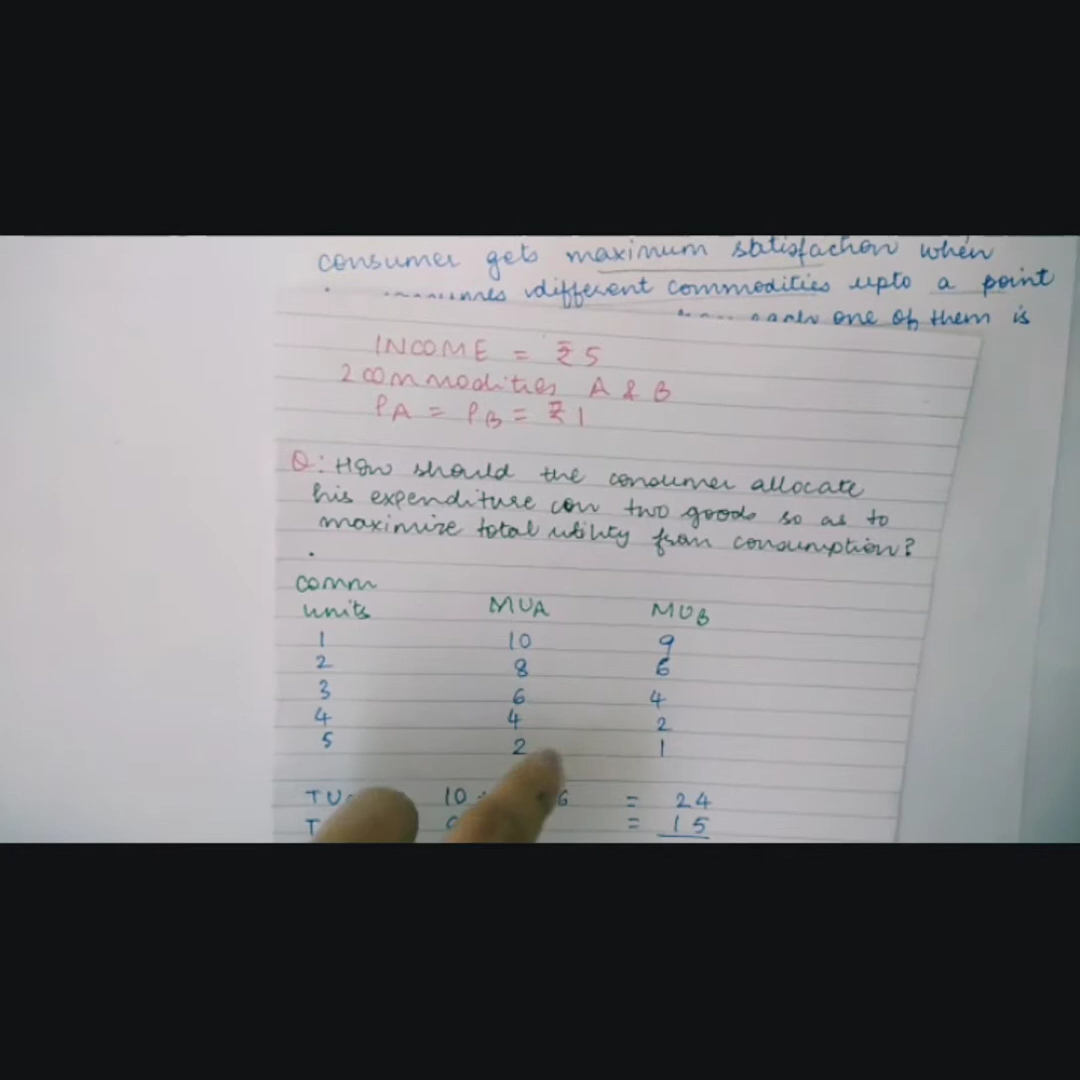 consumer gets maximum satisfaction when
different commodities upto a point
each one of them is
INCOME = ₹5
2 commodities A & B
PA = PB = ₹1
Q: How should the consumer allocate
his expenditure on two goods so as to
maximize total utility from consumption?
comm
units MUA MUB
1 10 9
2 8 6
3 6 4
4 4 2
5 2 1
TU 10 6 = 24
T = 15